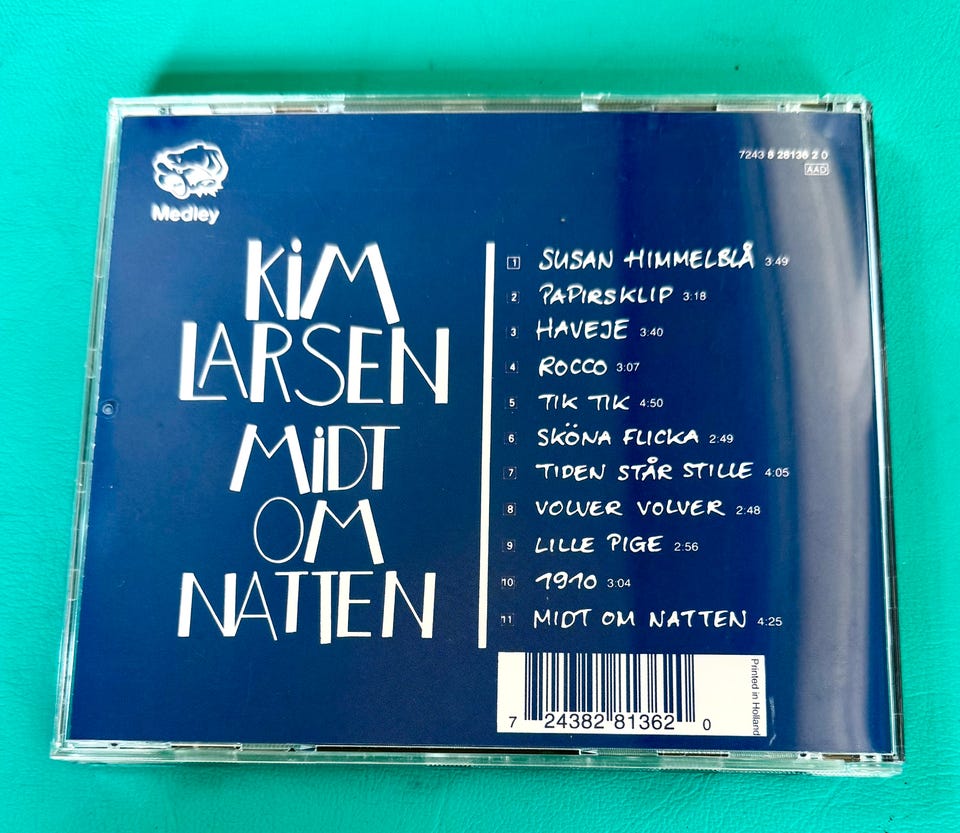 Medley
7243 8 28136 2 0
AAD
KiM
LARSEN
MiDT
OM
NATTEN
1 SUSAN HIMMELBLÅ 3:49
2 PAPIRSKLIP 3:18
3 HAVEJE 3:40
4 ROCCO 3:07
5 TIK TIK 4:50
6 SKÖNA FLICKA 2:49
7 TIDEN STÅR STILLE 4:05
8 VOLVER VOLVER 2:48
9 LILLE PIGE 2:56
10 1910 3:04
11 MIDT OM NATTEN 4:25
7 24382 81362 0
Printed in Holland